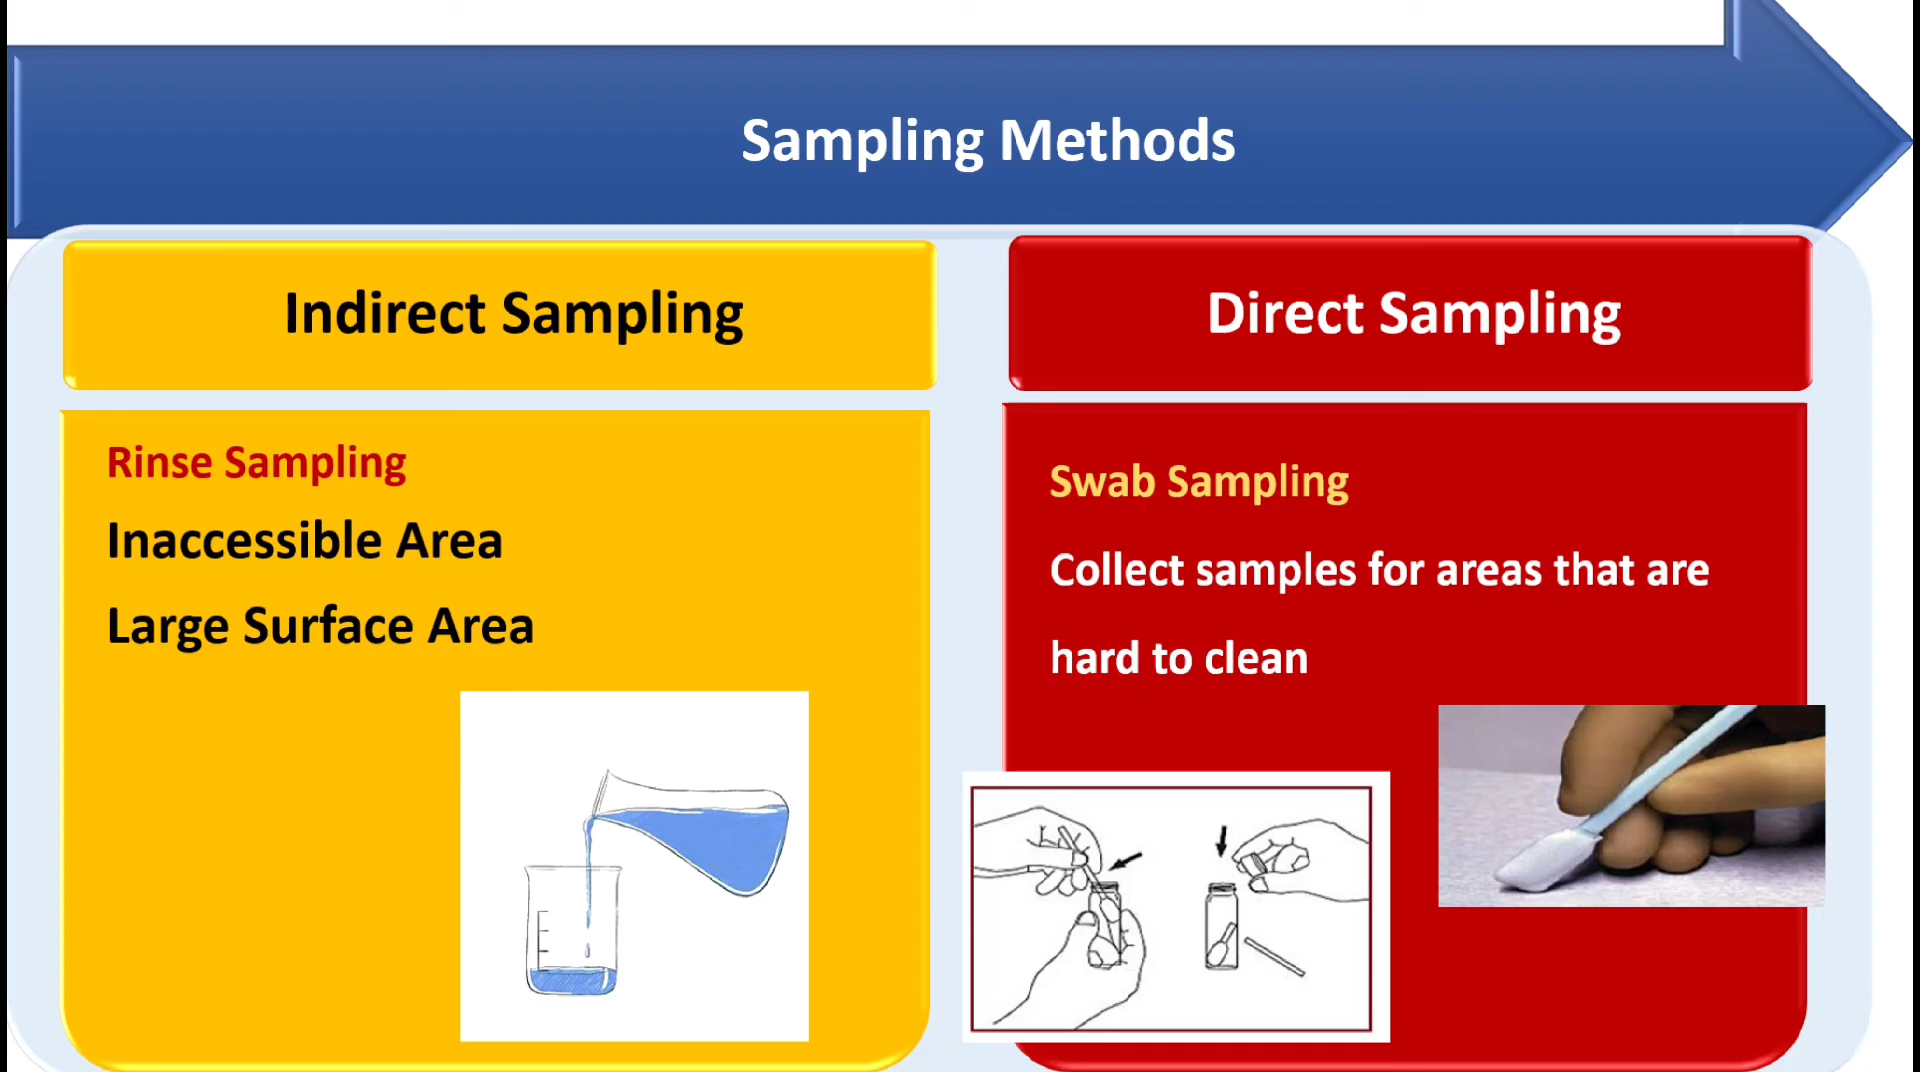 Sampling Methods
Indirect Sampling
Rinse Sampling
Inaccessible Area
Large Surface Area
Direct Sampling
Swab Sampling
Collect samples for areas that are
hard to clean